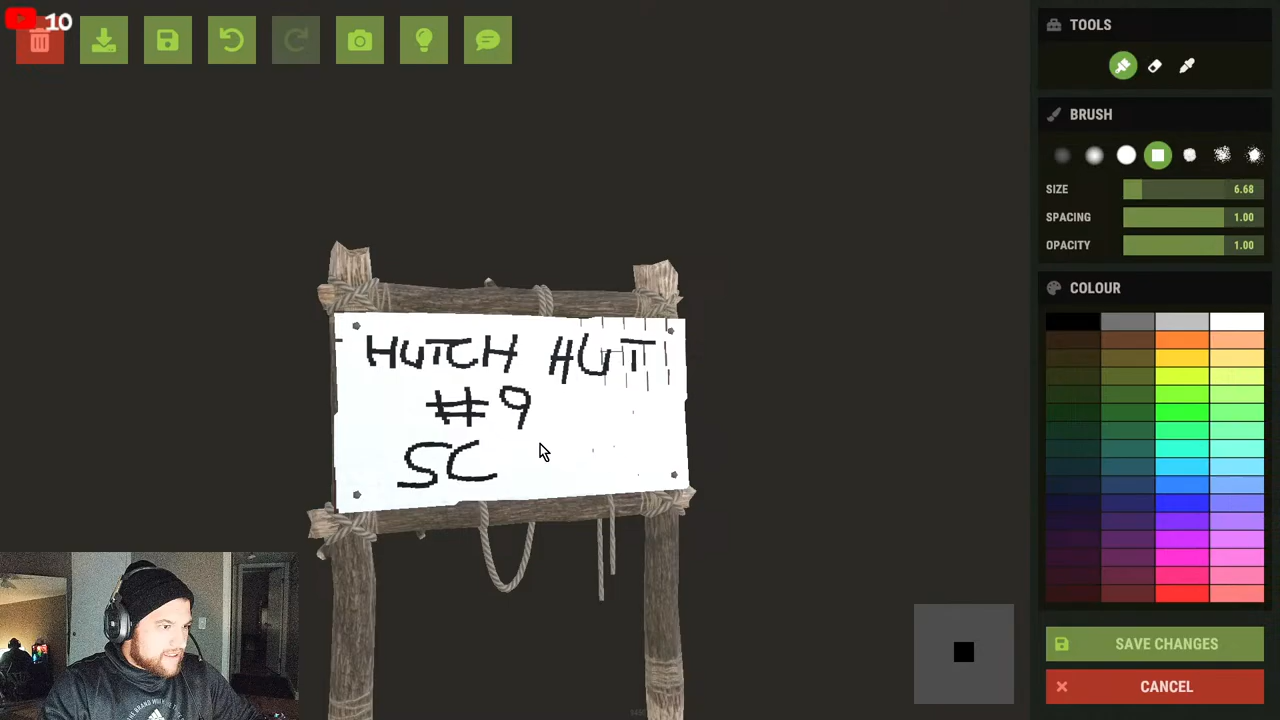 10
TOOLS
BRUSH
SIZE 6.68
SPACING 1.00
OPACITY 1.00
COLOUR
HUTCH HUT
#9
SC
SAVE CHANGES
CANCEL